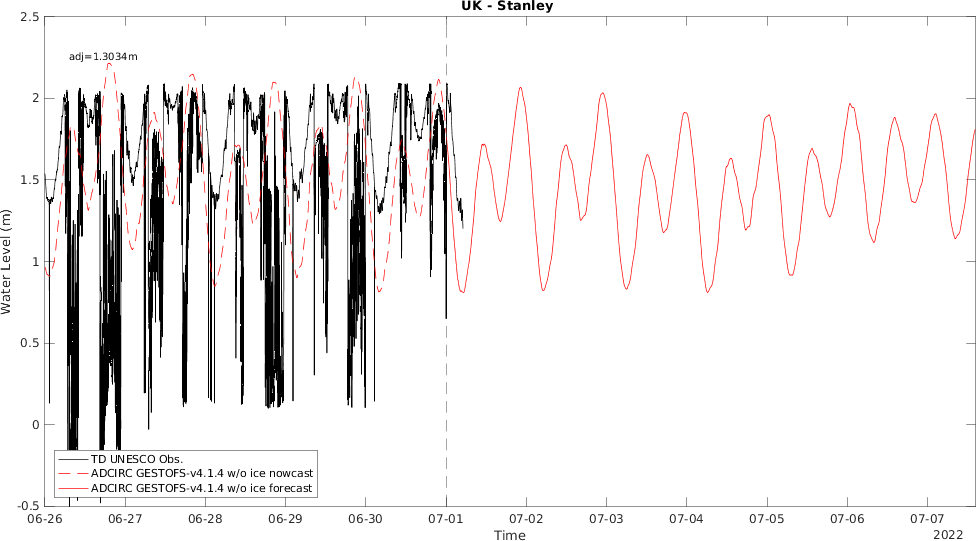 UK - Stanley
2.5
adj=1.3034m
2
1.5
Water Level (m)
1
0.5
0
TD UNESCO Obs.
ADCIRC GESTOFS-v4.1.4 w/o ice nowcast
ADCIRC GESTOFS-v4.1.4 w/o ice forecast
-0.5
06-26 06-27 06-28 06-29 06-30 07-01 07-02 07-03 07-04 07-05 07-06 07-07
Time
2022